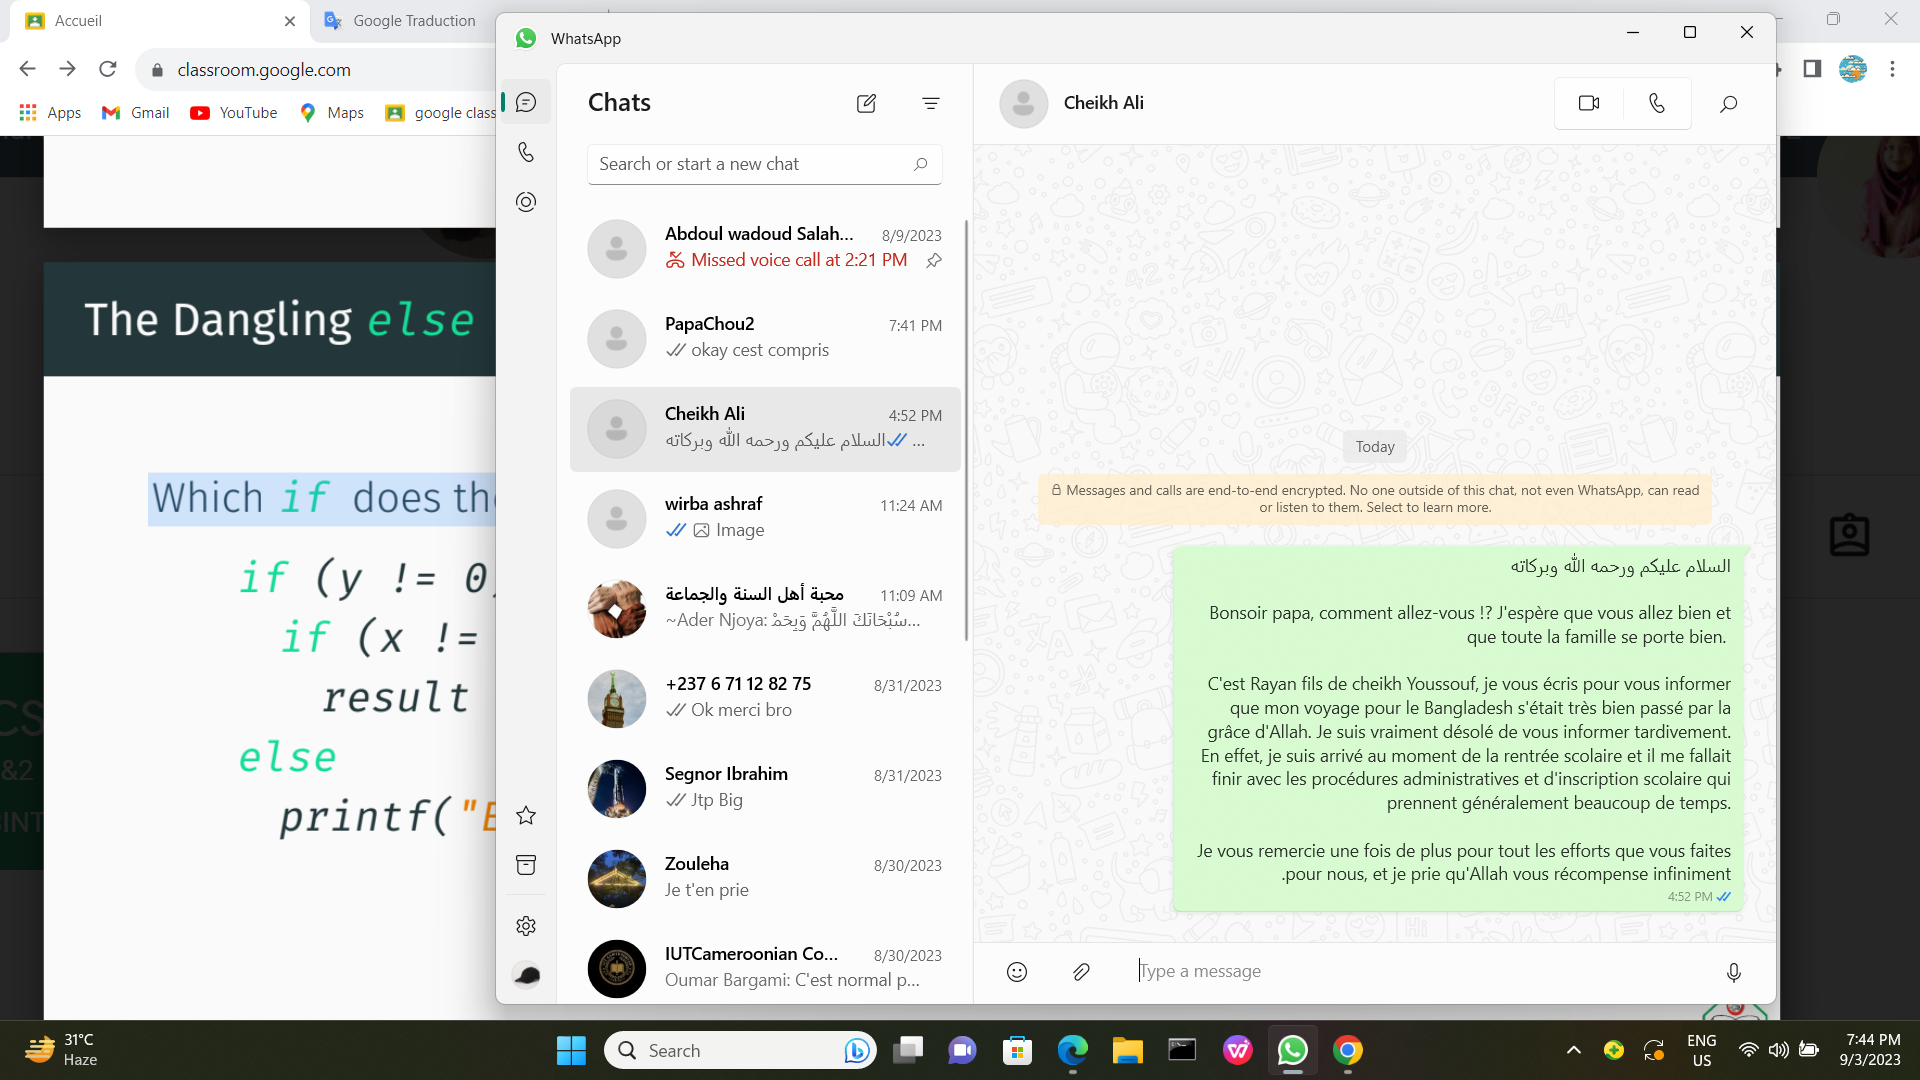 Accueil
Google Traduction
classroom.google.com
Apps
Gmail
YouTube
Maps
google class
The Dangling else
Which if does the
if (y != 0)
if (x !=
result
else
printf("E
WhatsApp
Chats
Search or start a new chat
Abdoul wadoud Salah...
8/9/2023
Missed voice call at 2:21 PM
PapaChou2
7:41 PM
okay cest compris
Cheikh Ali
4:52 PM
السلام عليكم ورحمه الله وبركاته ...
wirba ashraf
11:24 AM
Image
محبة أهل السنة والجماعة
11:09 AM
~Ader Njoya: سُبْحَانَكَ اللَّهُمَّ وَبِحَمْ...
+237 6 71 12 82 75
8/31/2023
Ok merci bro
Segnor Ibrahim
8/31/2023
Jtp Big
Zouleha
8/30/2023
Je t'en prie
IUTCameroonian Co...
8/30/2023
Oumar Bargami: C'est normal p...
Cheikh Ali
Today
Messages and calls are end-to-end encrypted. No one outside of this chat, not even WhatsApp, can read
or listen to them. Select to learn more.
السلام عليكم ورحمه الله وبركاته
Bonsoir papa, comment allez-vous !? J'espère que vous allez bien et
que toute la famille se porte bien.
C'est Rayan fils de cheikh Youssouf, je vous écris pour vous informer
que mon voyage pour le Bangladesh s'était très bien passé par la
grâce d'Allah. Je suis vraiment désolé de vous informer tardivement.
En effet, je suis arrivé au moment de la rentrée scolaire et il me fallait
finir avec les procédures administratives et d'inscription scolaire qui
prennent généralement beaucoup de temps.
Je vous remercie une fois de plus pour tout les efforts que vous faites
.pour nous, et je prie qu'Allah vous récompense infiniment
4:52 PM
Type a message
31°C
Haze
Search
ENG
US
7:44 PM
9/3/2023